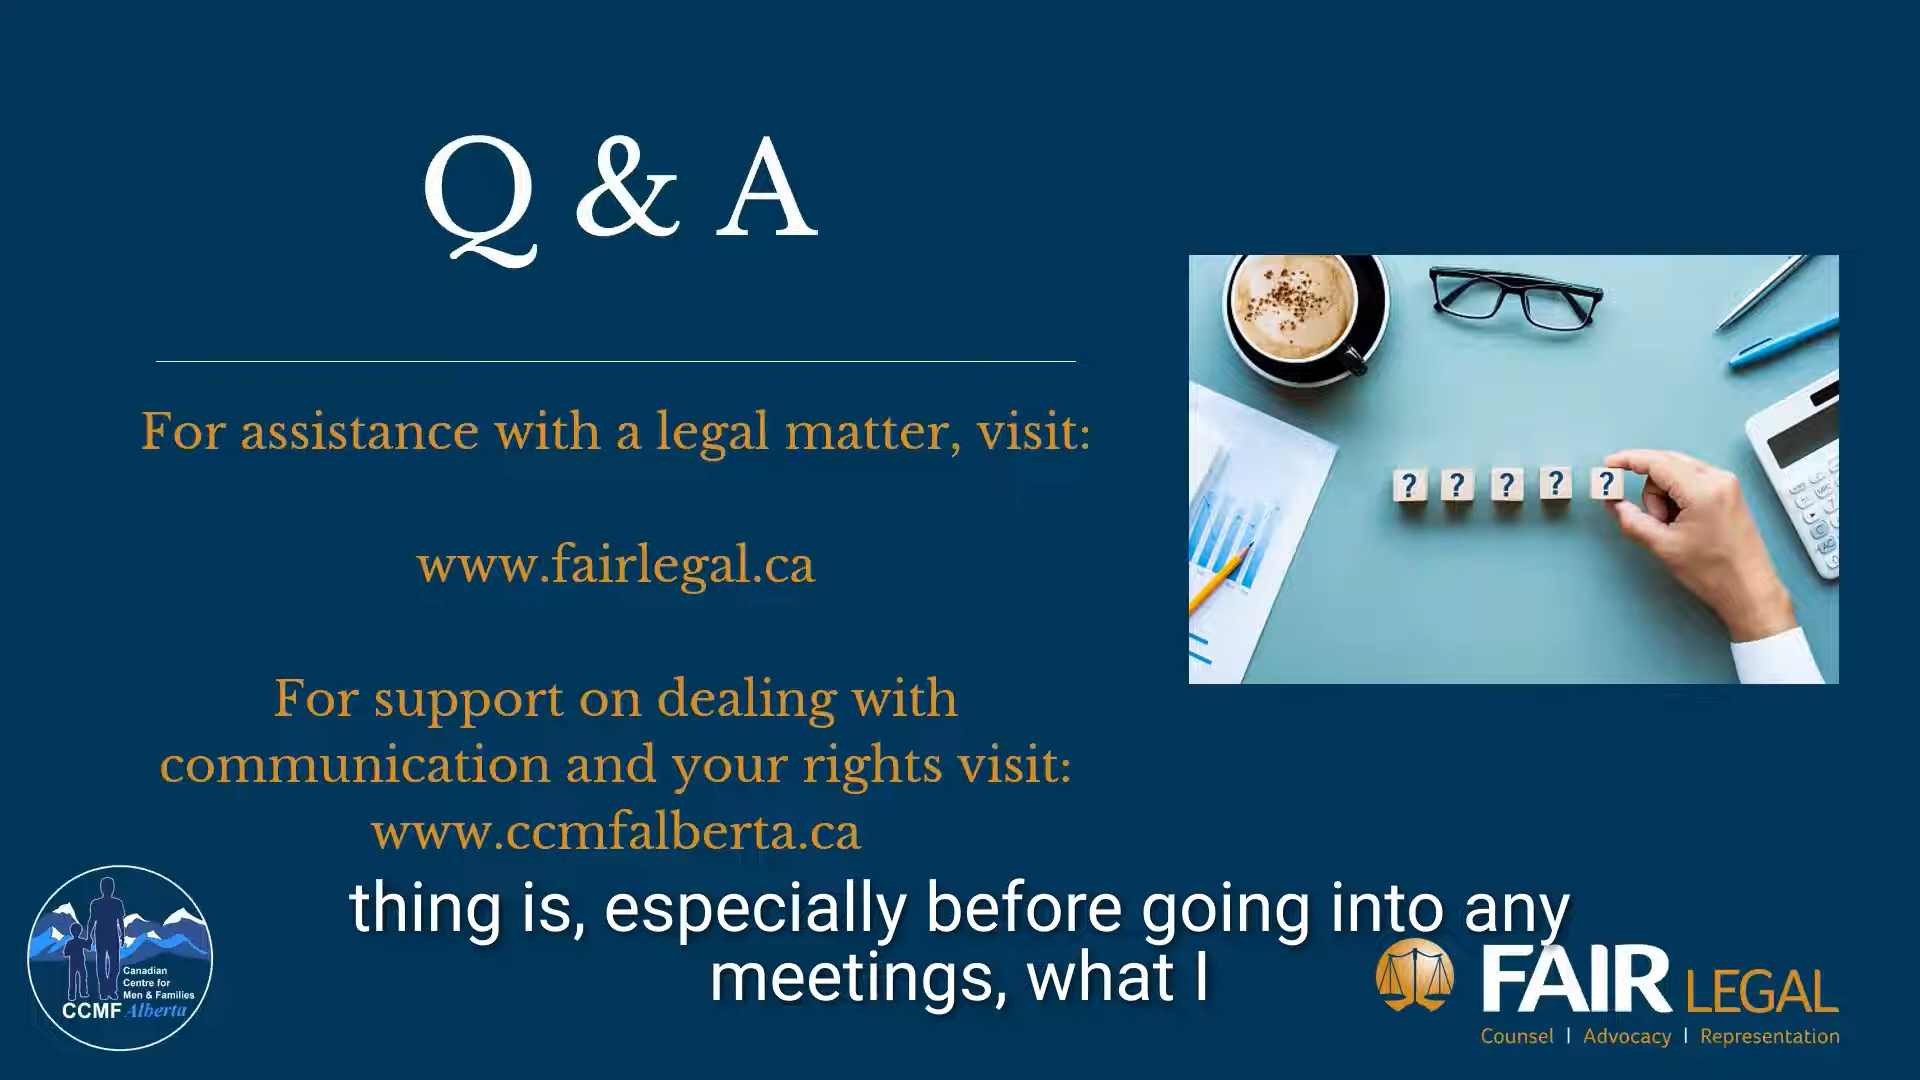 Q & A
For assistance with a legal matter, visit:
www.fairlegal.ca
For support on dealing with
communication and your rights visit:
www.ccmfalberta.ca
? ? ? ? ?
thing is, especially before going into any
meetings, what I
Canadian
Centre for
Men & Families
CCMF Alberta
FAIR LEGAL
Counsel | Advocacy | Representation